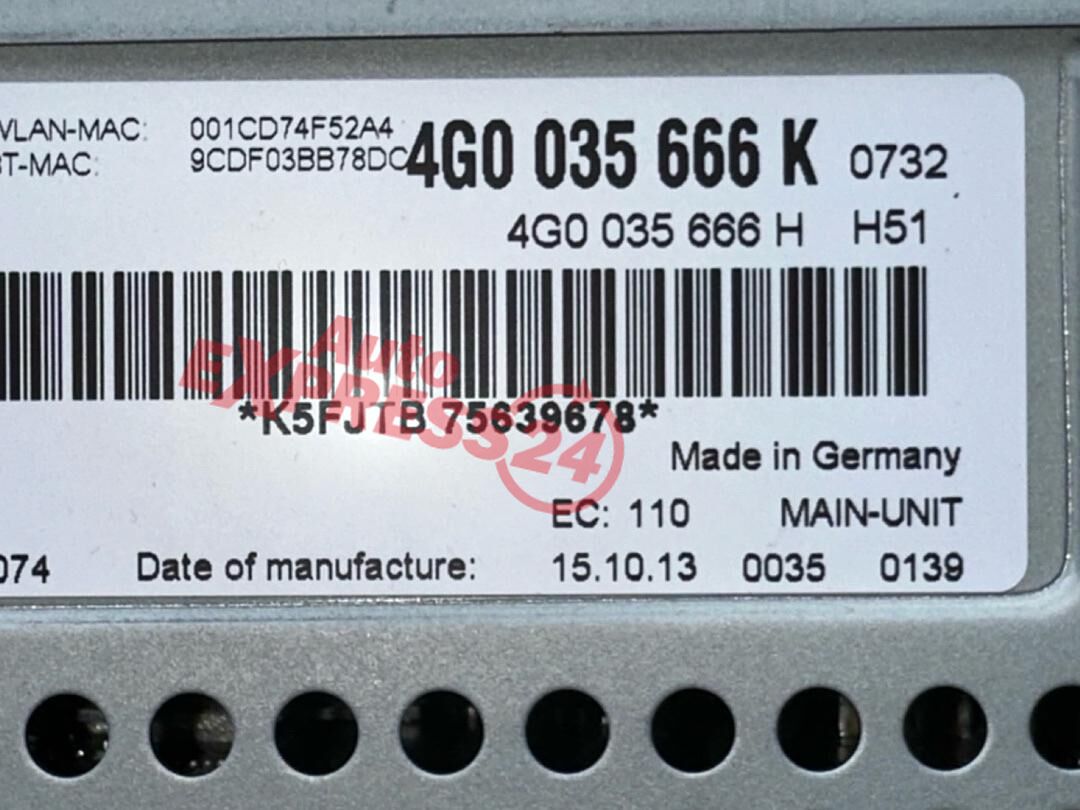 WLAN-MAC: 001CD74F52A4
BT-MAC: 9CDF03BB78DC
4G0 035 666 K 0732
4G0 035 666 H H51
Auto
EXPRESS24
*K5FJTB 75639678*
Made in Germany
EC: 110 MAIN-UNIT
074 Date of manufacture: 15.10.13 0035 0139